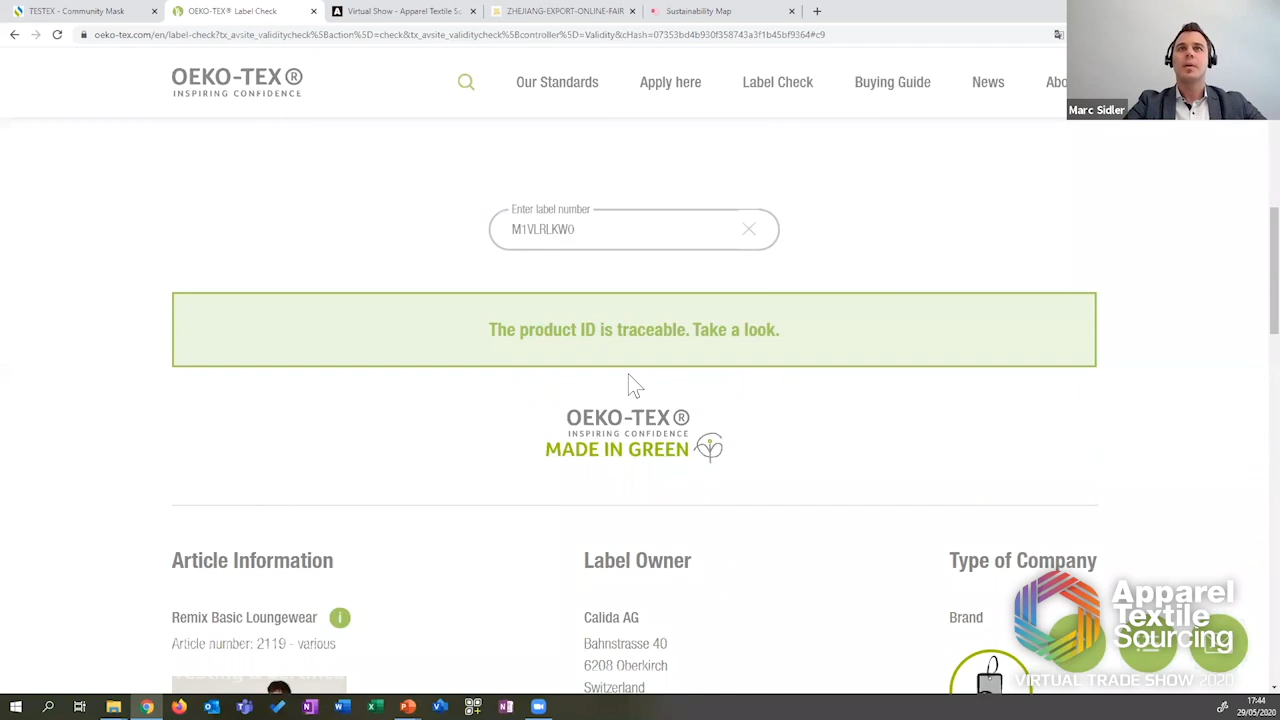 TESTEX - Community Mask
OEKO-TEX® Label Check
Virtual Show - Apparel Textile Sc
ZHEJIANG-EXPORT-ONLINE-FAIR
Sustainability Map
oeko-tex.com/en/label-check?tx_avsite_validitycheck%5Baction%5D=check&tx_avsite_validitycheck%5Bcontroller%5D=Validity&cHash=07353bd4b930f358743a3f1b45bf9364#c9
OEKO-TEX®
INSPIRING CONFIDENCE
Our Standards
Apply here
Label Check
Buying Guide
News
Abo
Marc Sidler
Enter label number
M1VLRLKW0
The product ID is traceable. Take a look.
OEKO-TEX®
INSPIRING CONFIDENCE
MADE IN GREEN
Article Information
Label Owner
Type of Company
Remix Basic Loungewear
Calida AG
Brand
Article number: 2119 - various
Bahnstrasse 40
6208 Oberkirch
Switzerland
Apparel
Textile
Sourcing
VIRTUAL TRADE SHOW 2020
17:44
29/05/2020